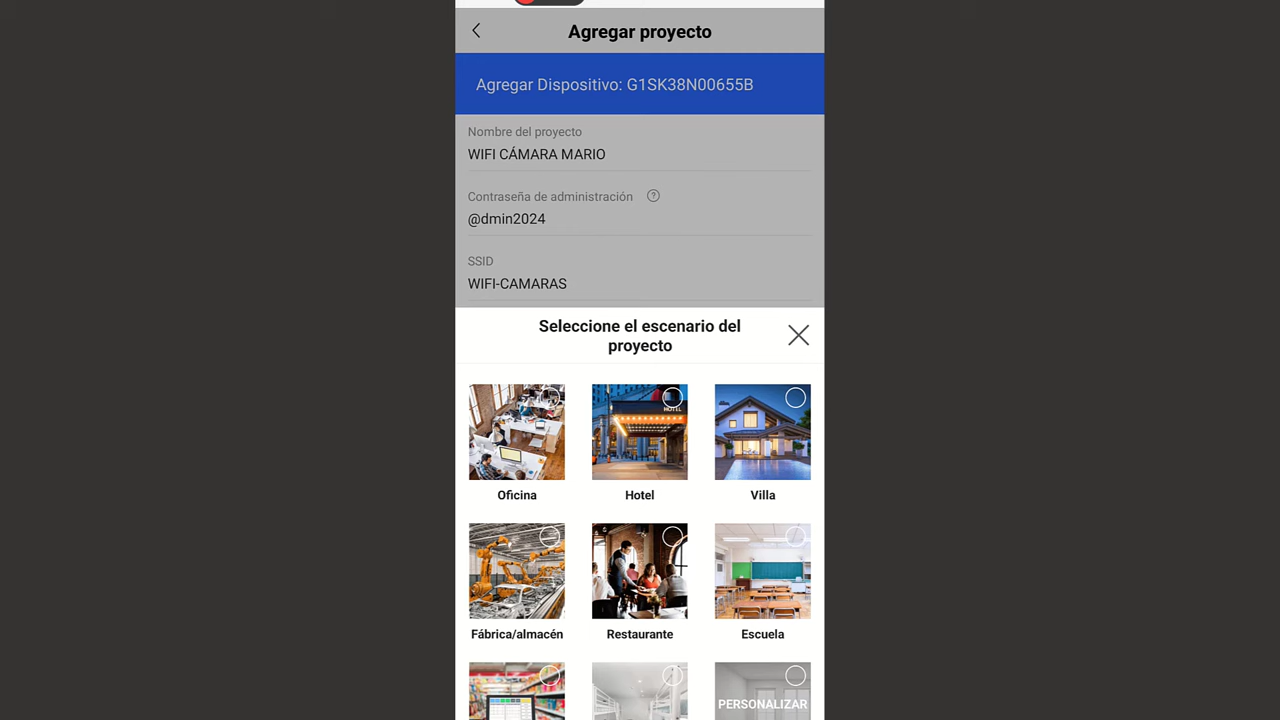 Agregar proyecto
Agregar Dispositivo: G1SK38N00655B
Nombre del proyecto
WIFI CÁMARA MARIO
Contraseña de administración ?
@dmin2024
SSID
WIFI-CAMARAS
Seleccione el escenario del
proyecto
HOTEL
Oficina
Hotel
Villa
Fábrica/almacén
Restaurante
Escuela
PERSONALIZAR